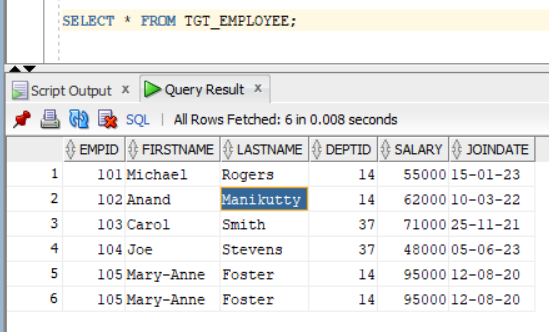 SELECT * FROM TGT_EMPLOYEE;
Script Output x Query Result x
SQL | All Rows Fetched: 6 in 0.008 seconds
EMPID FIRSTNAME LASTNAME DEPTID SALARY JOINDATE
1 101 Michael Rogers 14 55000 15-01-23
2 102 Anand Manikutty 14 62000 10-03-22
3 103 Carol Smith 37 71000 25-11-21
4 104 Joe Stevens 37 48000 05-06-23
5 105 Mary-Anne Foster 14 95000 12-08-20
6 105 Mary-Anne Foster 14 95000 12-08-20